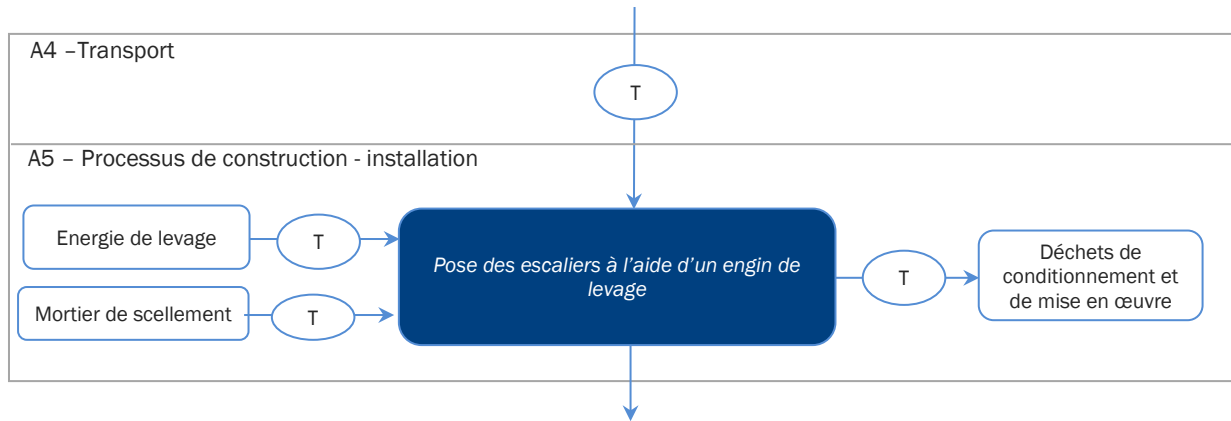 A4 –Transport
T
A5 – Processus de construction - installation
Energie de levage
T
Mortier de scellement
T
Pose des escaliers à l’aide d’un engin de
levage
T
Déchets de
conditionnement et
de mise en œuvre